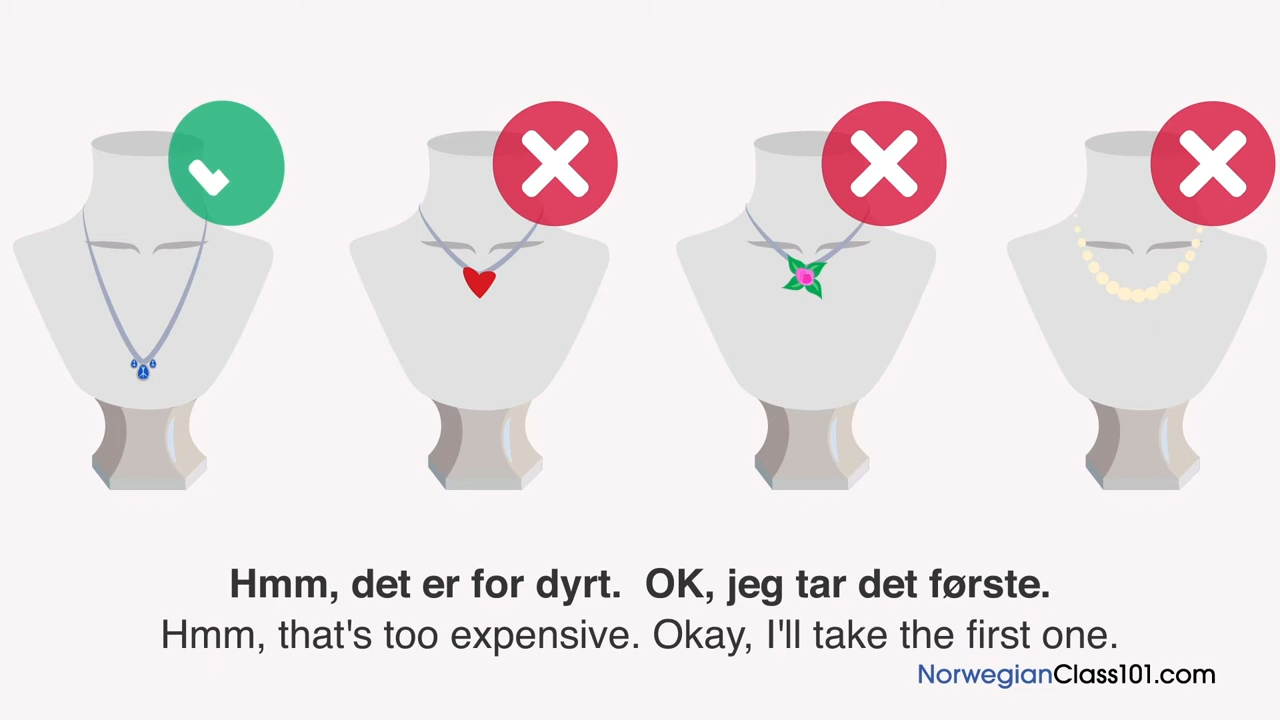 Hmm, det er for dyrt. OK, jeg tar det første.
Hmm, that's too expensive. Okay, I'll take the first one.
NorwegianClass101.com